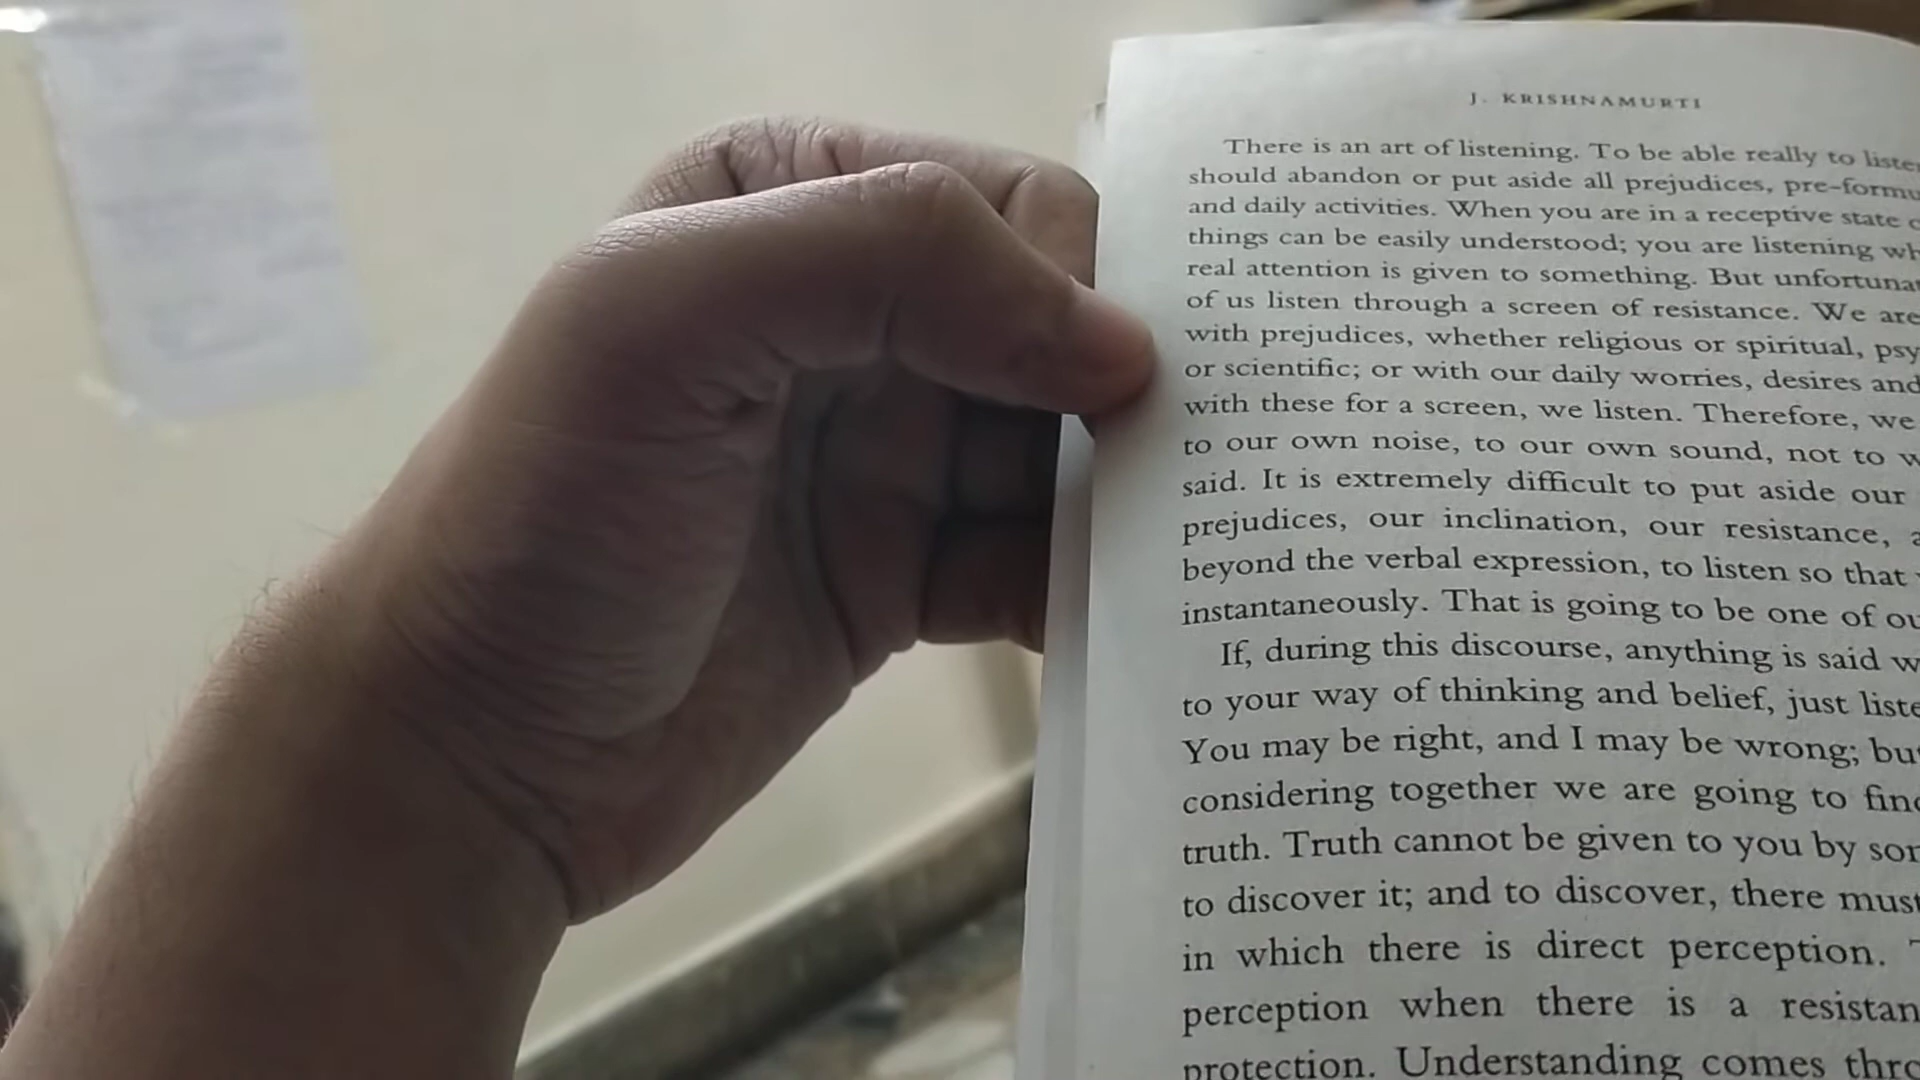 J. KRISHNAMURTI
There is an art of listening. To be able really to
should abandon or put aside all prejudices,
and daily activities. When you are in a receptive state
things can be easily understood; you are listening
real attention is given to something. But
of us listen through a screen of resistance. We are
with prejudices, whether religious or spiritual,
or scientific; or with our daily worries, desires and
with these for a screen, we listen. Therefore, we
to our own noise, to our own sound, not to
said. It is extremely difficult to put aside our
prejudices, our inclination, our resistance,
beyond the verbal expression, to listen so that
instantaneously. That is going to be one of
If, during this discourse, anything is said
to your way of thinking and belief, just
You may be right, and I may be wrong;
considering together we are going to
truth. Truth cannot be given to you by
to discover it; and to discover, there must
in which there is direct perception.
perception when there is a
protection. Understanding comes